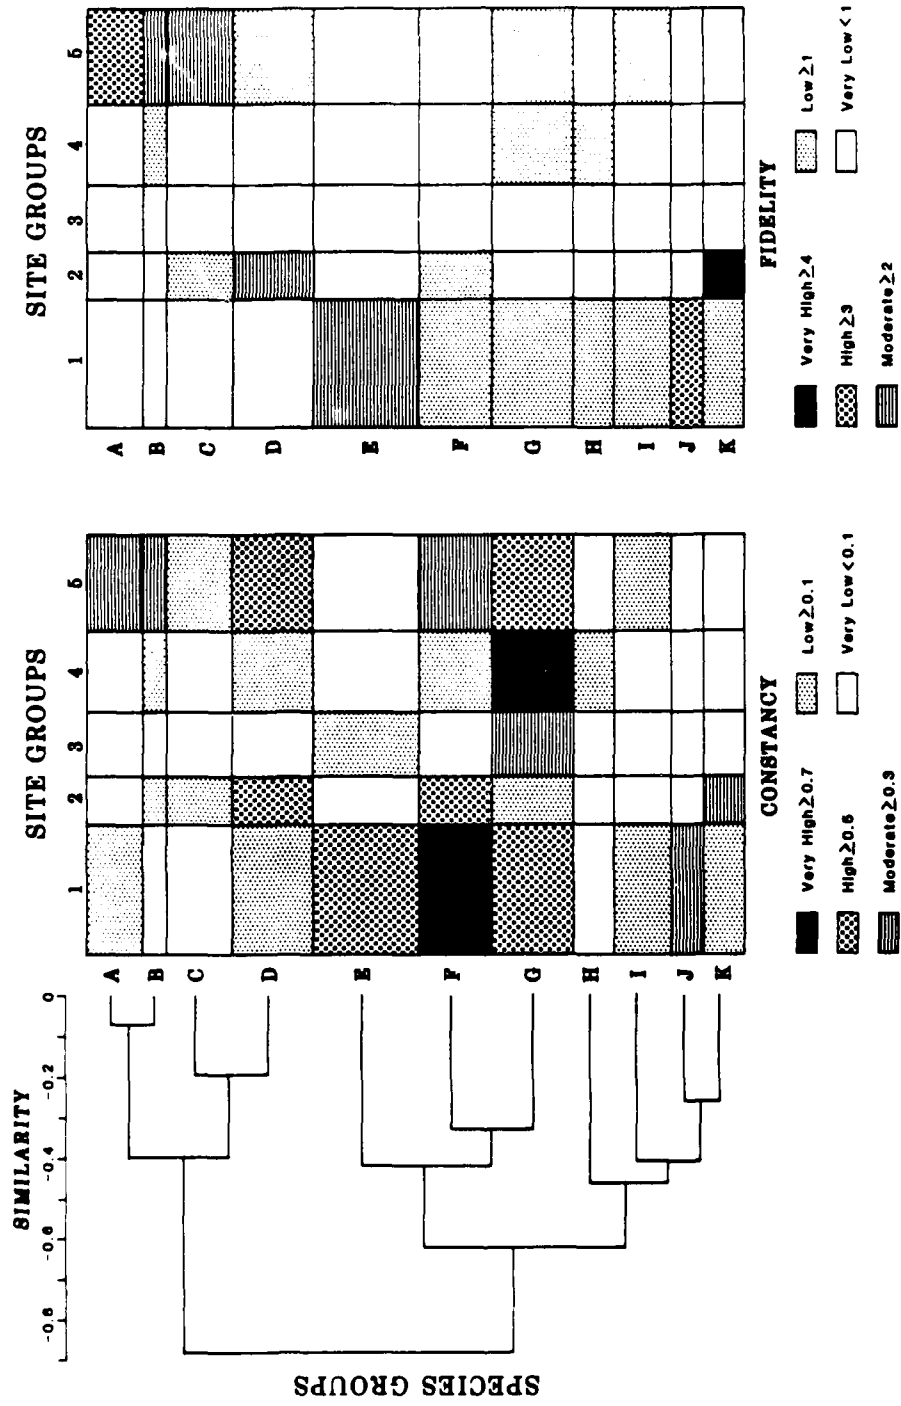 SIMILARITY
-0.8 -0.6 -0.4 -0.2 0
SPECIES GROUPS
A
B
C
D
E
F
G
H
I
J
K
SITE GROUPS
1 2 3 4 5
CONSTANCY
Very High≥0.7
High≥0.5
Moderate≥0.3
Low≥0.1
Very Low<0.1
SITE GROUPS
1 2 3 4 5
A
B
C
D
E
F
G
H
I
J
K
FIDELITY
Very High≥4
High≥3
Moderate≥2
Low≥1
Very Low<1